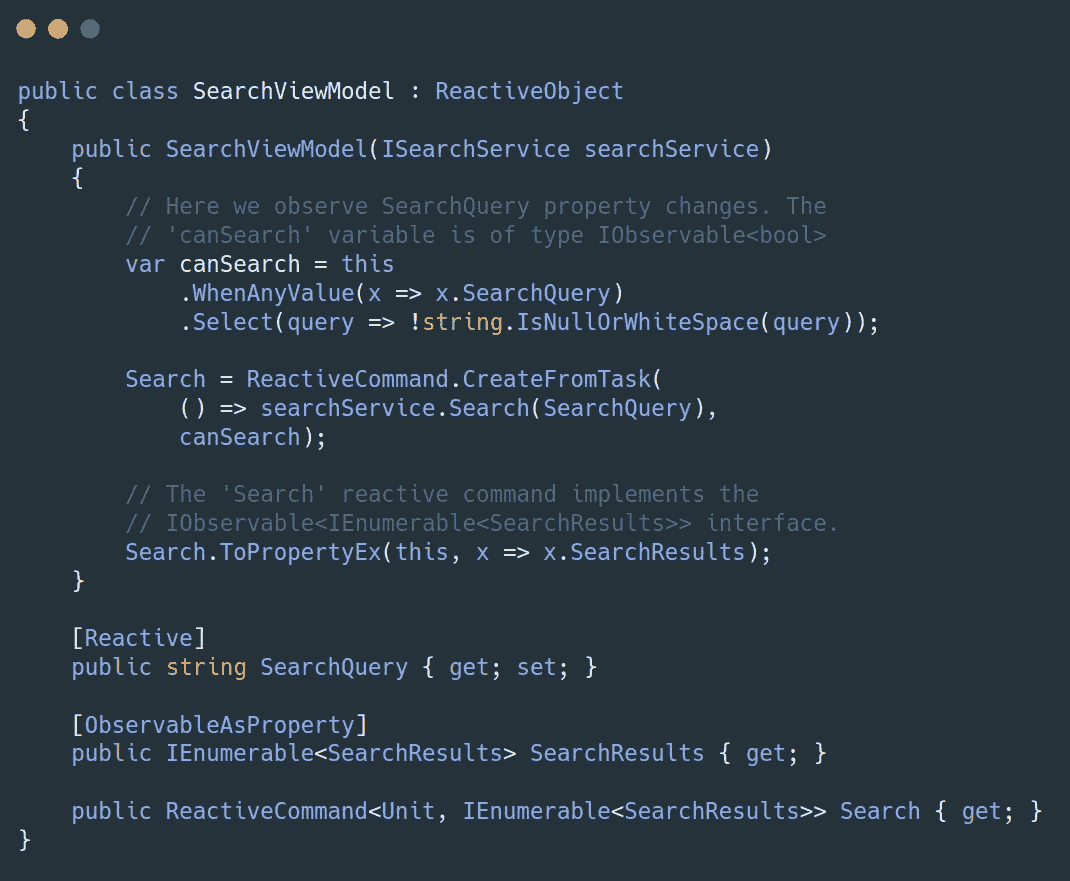 public class SearchViewModel : ReactiveObject
{
    public SearchViewModel(ISearchService searchService)
    {
        // Here we observe SearchQuery property changes. The
        // 'canSearch' variable is of type IObservable<bool>
        var canSearch = this
            .WhenAnyValue(x => x.SearchQuery)
            .Select(query => !string.IsNullOrWhiteSpace(query));

        Search = ReactiveCommand.CreateFromTask(
            () => searchService.Search(SearchQuery),
            canSearch);

        // The 'Search' reactive command implements the
        // IObservable<IEnumerable<SearchResults>> interface.
        Search.ToPropertyEx(this, x => x.SearchResults);
    }

    [Reactive]
    public string SearchQuery { get; set; }

    [ObservableAsProperty]
    public IEnumerable<SearchResults> SearchResults { get; }

    public ReactiveCommand<Unit, IEnumerable<SearchResults>> Search { get; }
}